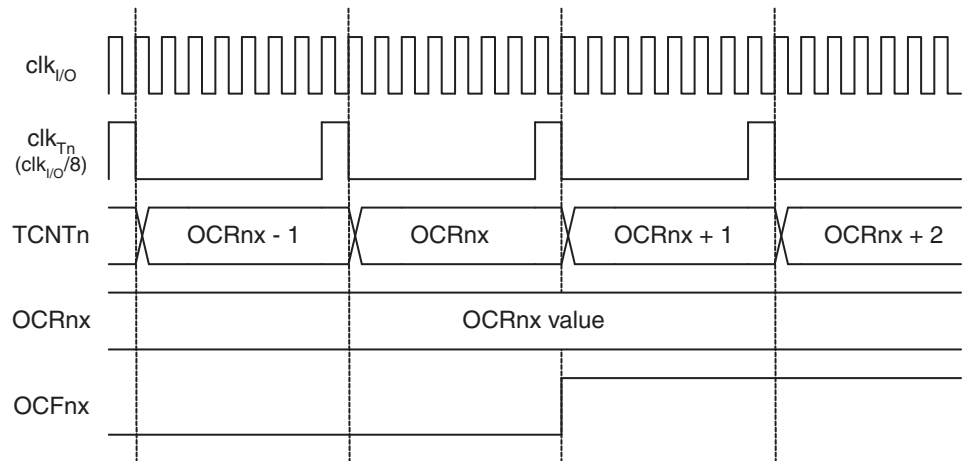 clkI/O
clkTn
(clkI/O/8)
TCNTn
OCRnx - 1
OCRnx
OCRnx + 1
OCRnx + 2
OCRnx
OCRnx value
OCFnx